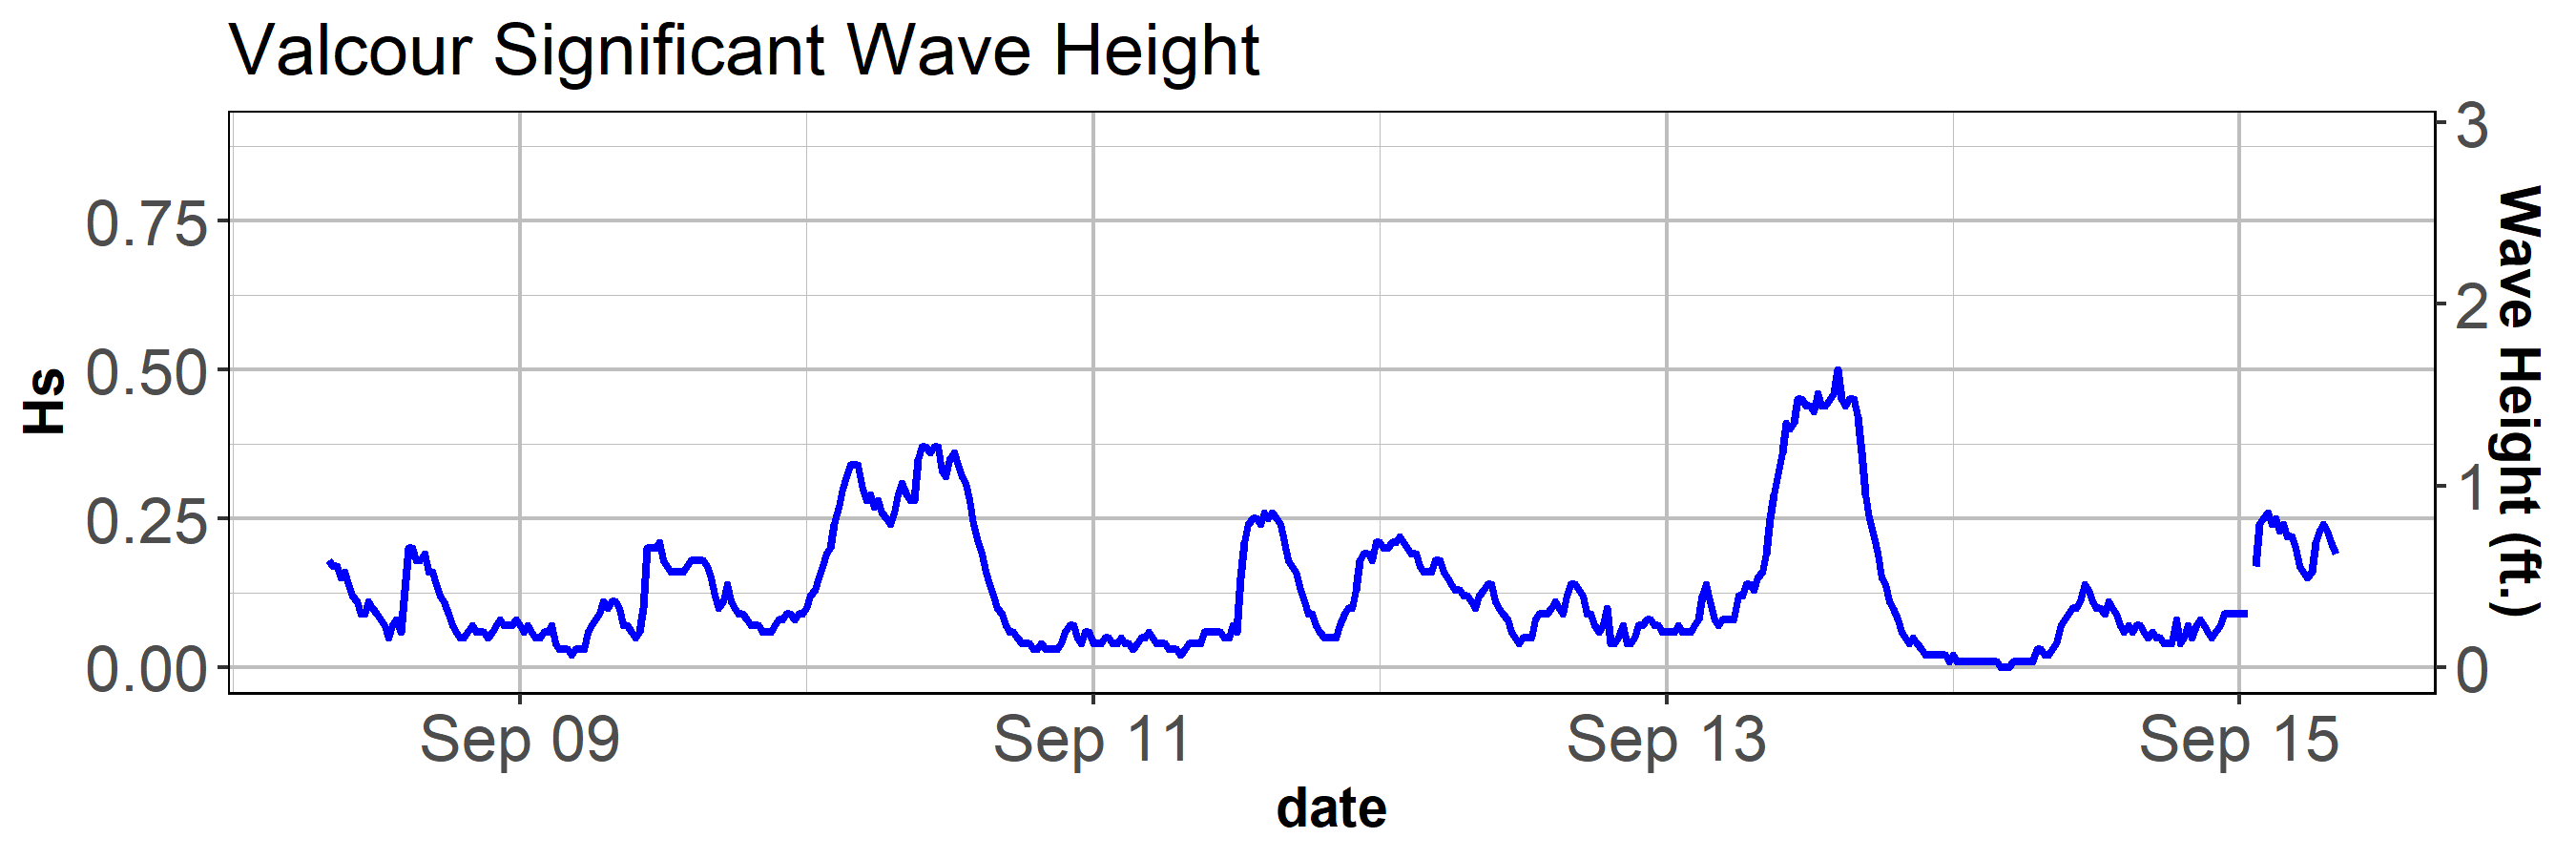 Valcour Significant Wave Height
Hs
0.75
0.50
0.25
0.00
3
2
1
0
Wave Height (ft.)
Sep 09
Sep 11
Sep 13
Sep 15
date